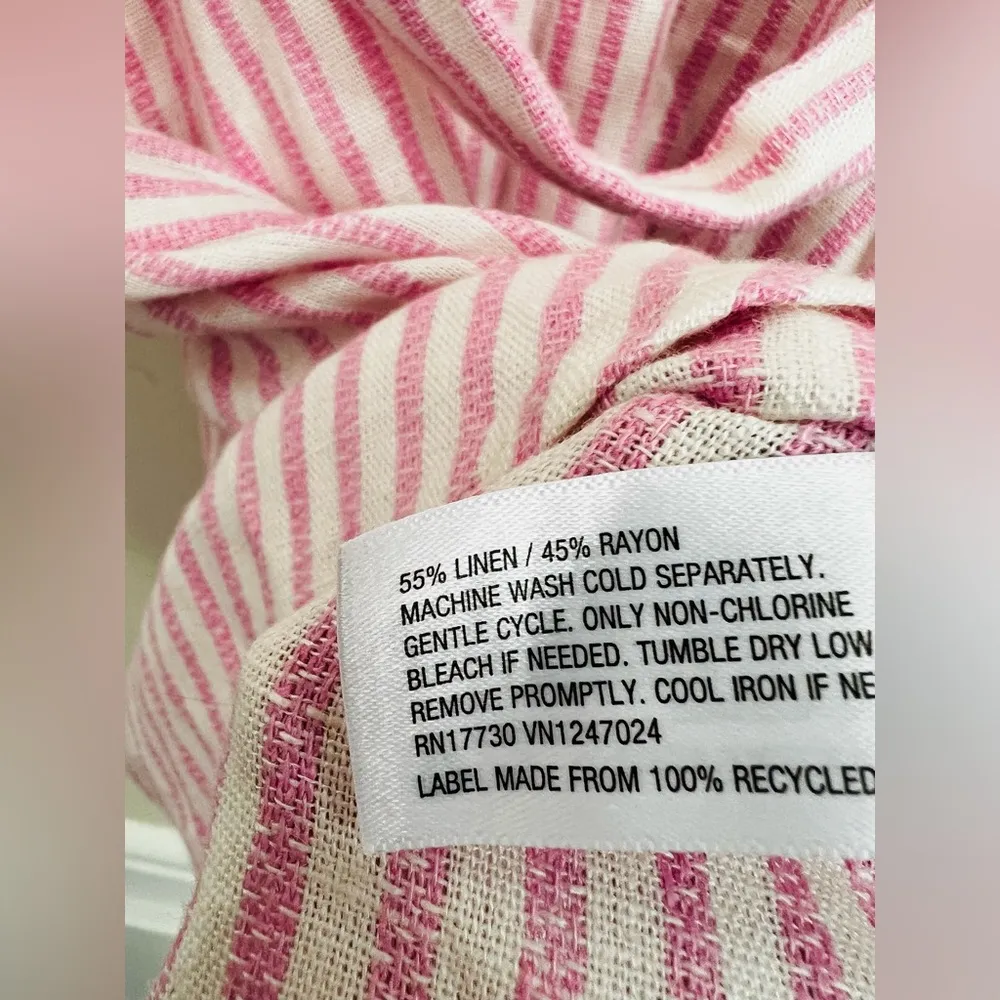 55% LINEN / 45% RAYON
MACHINE WASH COLD SEPARATELY.
GENTLE CYCLE. ONLY NON-CHLORINE
BLEACH IF NEEDED. TUMBLE DRY LOW
REMOVE PROMPTLY. COOL IRON IF NE
RN17730 VN1247024
LABEL MADE FROM 100% RECYCLED